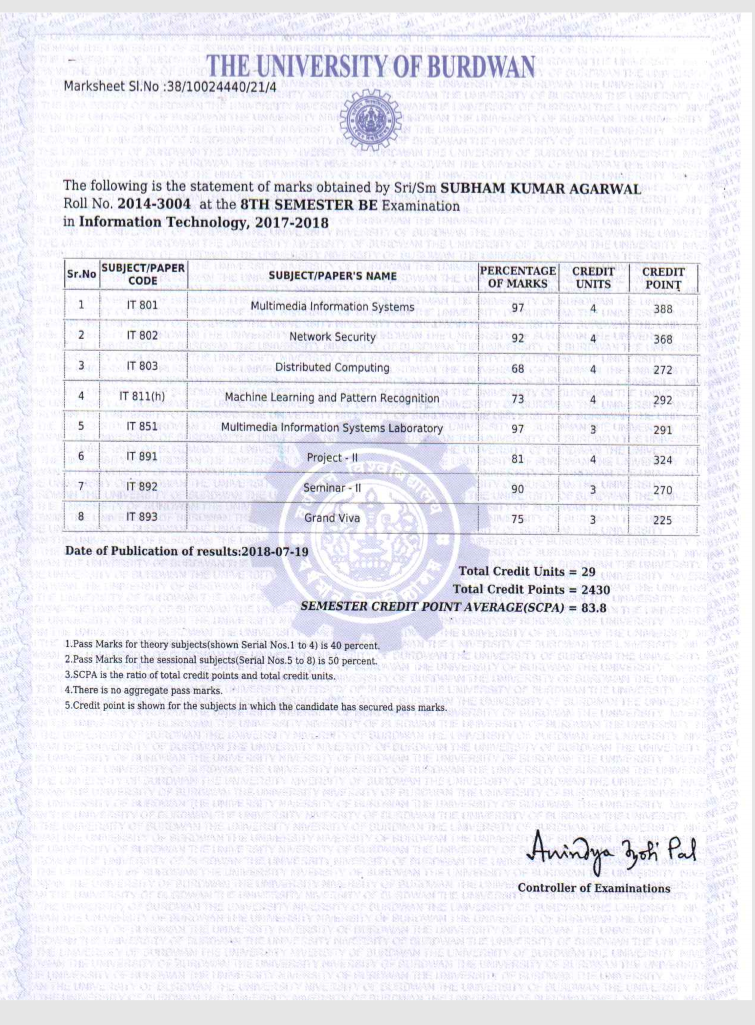 THE UNIVERSITY OF BURDWAN
Marksheet Sl.No :38/10024440/21/4
The following is the statement of marks obtained by Sri/Sm SUBHAM KUMAR AGARWAL
Roll No. 2014-3004 at the 8TH SEMESTER BE Examination
in Information Technology, 2017-2018
Sr.No SUBJECT/PAPER CODE SUBJECT/PAPER'S NAME PERCENTAGE OF MARKS CREDIT UNITS CREDIT POINT
1 IT 801 Multimedia Information Systems 97 4 388
2 IT 802 Network Security 92 4 368
3 IT 803 Distributed Computing 68 4 272
4 IT 811(h) Machine Learning and Pattern Recognition 73 4 292
5 IT 851 Multimedia Information Systems Laboratory 97 3 291
6 IT 891 Project - II 81 4 324
7 IT 892 Seminar - II 90 3 270
8 IT 893 Grand Viva 75 3 225
Date of Publication of results:2018-07-19
Total Credit Units = 29
Total Credit Points = 2430
SEMESTER CREDIT POINT AVERAGE(SCPA) = 83.8
1.Pass Marks for theory subjects(shown Serial Nos.1 to 4) is 40 percent.
2.Pass Marks for the sessional subjects(Serial Nos.5 to 8) is 50 percent.
3.SCPA is the ratio of total credit points and total credit units.
4.There is no aggregate pass marks.
5.Credit point is shown for the subjects in which the candidate has secured pass marks.
Anindya Jyoti Pal
Controller of Examinations